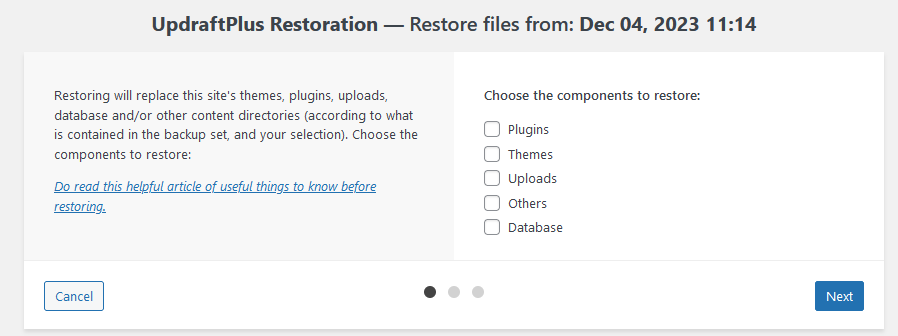 UpdraftPlus Restoration — Restore files from: Dec 04, 2023 11:14
Restoring will replace this site's themes, plugins, uploads,
database and/or other content directories (according to what
is contained in the backup set, and your selection). Choose the
components to restore:
Do read this helpful article of useful things to know before
restoring.
Choose the components to restore:
Plugins
Themes
Uploads
Others
Database
Cancel
Next